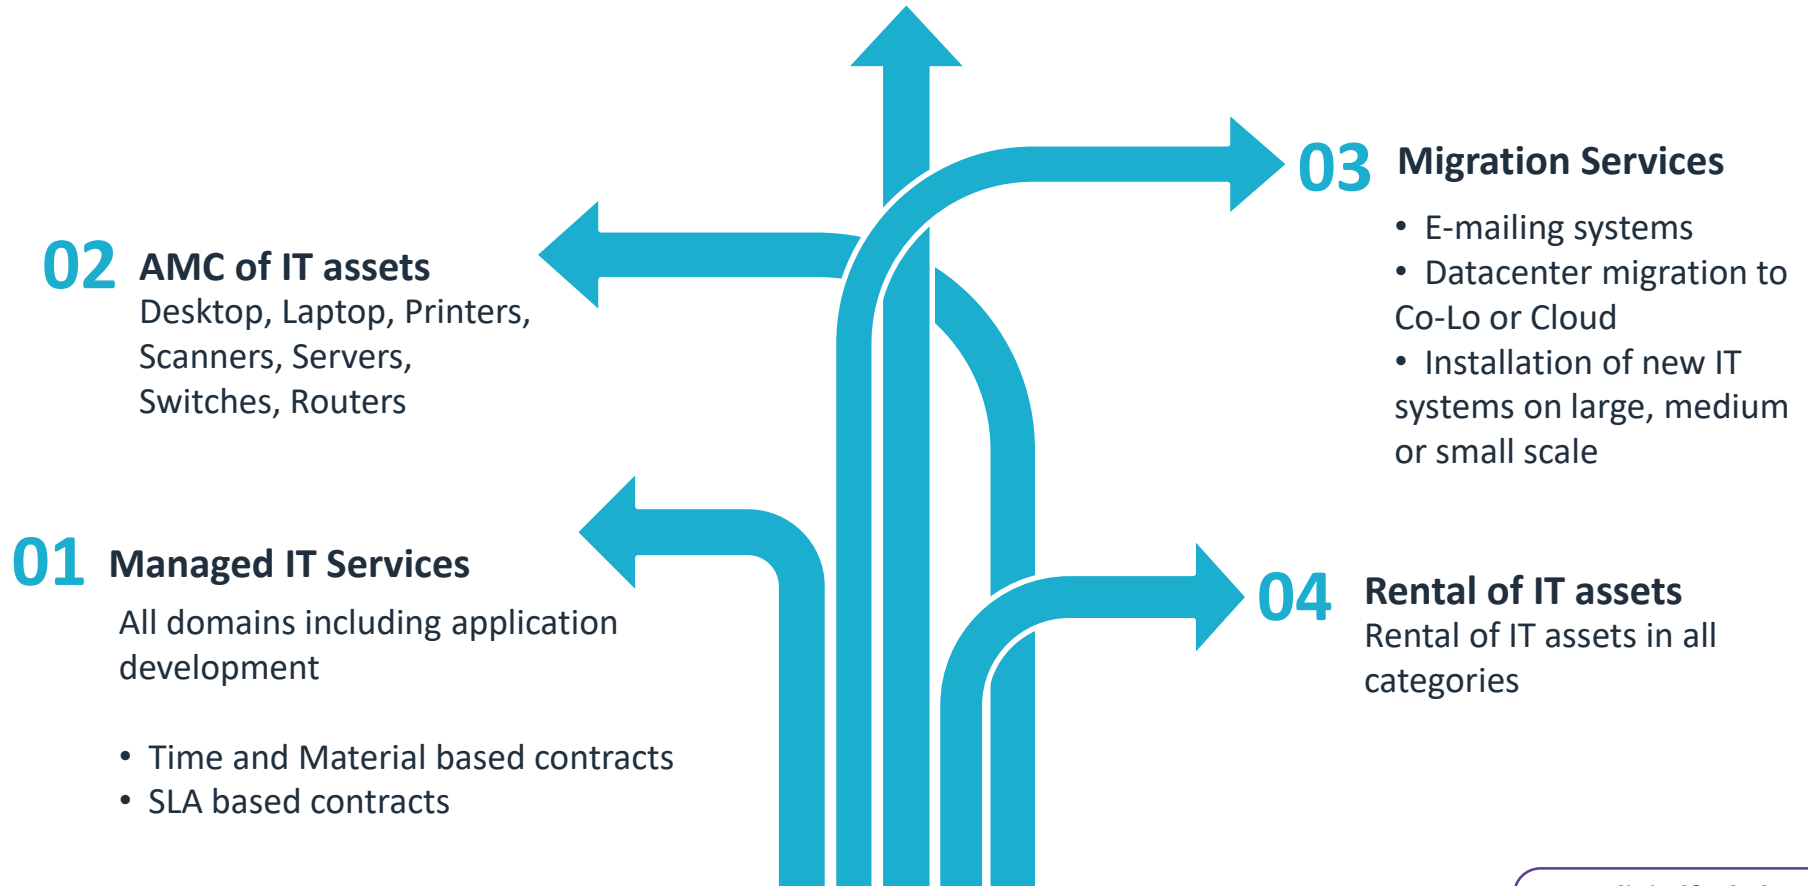 03 Migration Services
• E-mailing systems
• Datacenter migration to
Co-Lo or Cloud
• Installation of new IT
systems on large, medium
or small scale
02 AMC of IT assets
Desktop, Laptop, Printers,
Scanners, Servers,
Switches, Routers
01 Managed IT Services
All domains including application
development
• Time and Material based contracts
• SLA based contracts
04 Rental of IT assets
Rental of IT assets in all
categories